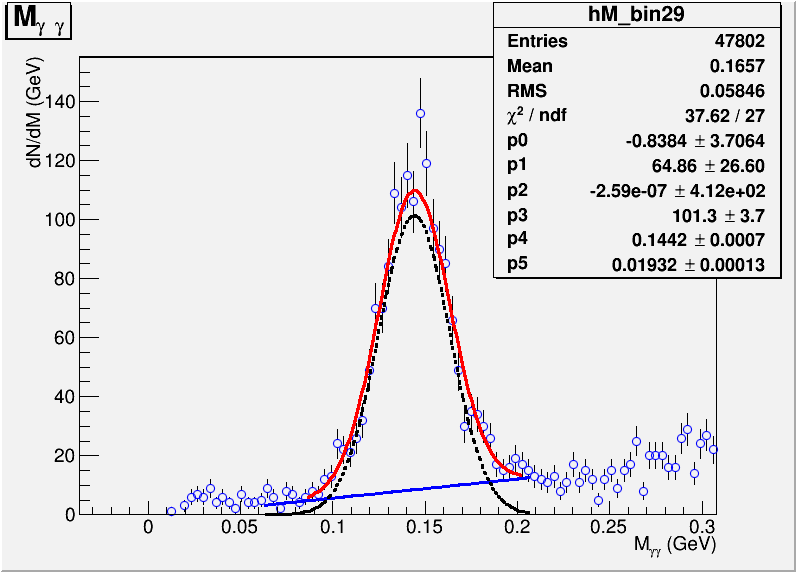 M γ γ
hM_bin29
Entries 47802
Mean 0.1657
RMS 0.05846
χ² / ndf 37.62 / 27
p0 -0.8384 ± 3.7064
p1 64.86 ± 26.60
p2 -2.59e-07 ± 4.12e+02
p3 101.3 ± 3.7
p4 0.1442 ± 0.0007
p5 0.01932 ± 0.00013
dN/dM (GeV)
140
120
100
80
60
40
20
0
0 0.05 0.1 0.15 0.2 0.25 0.3
Mγγ (GeV)